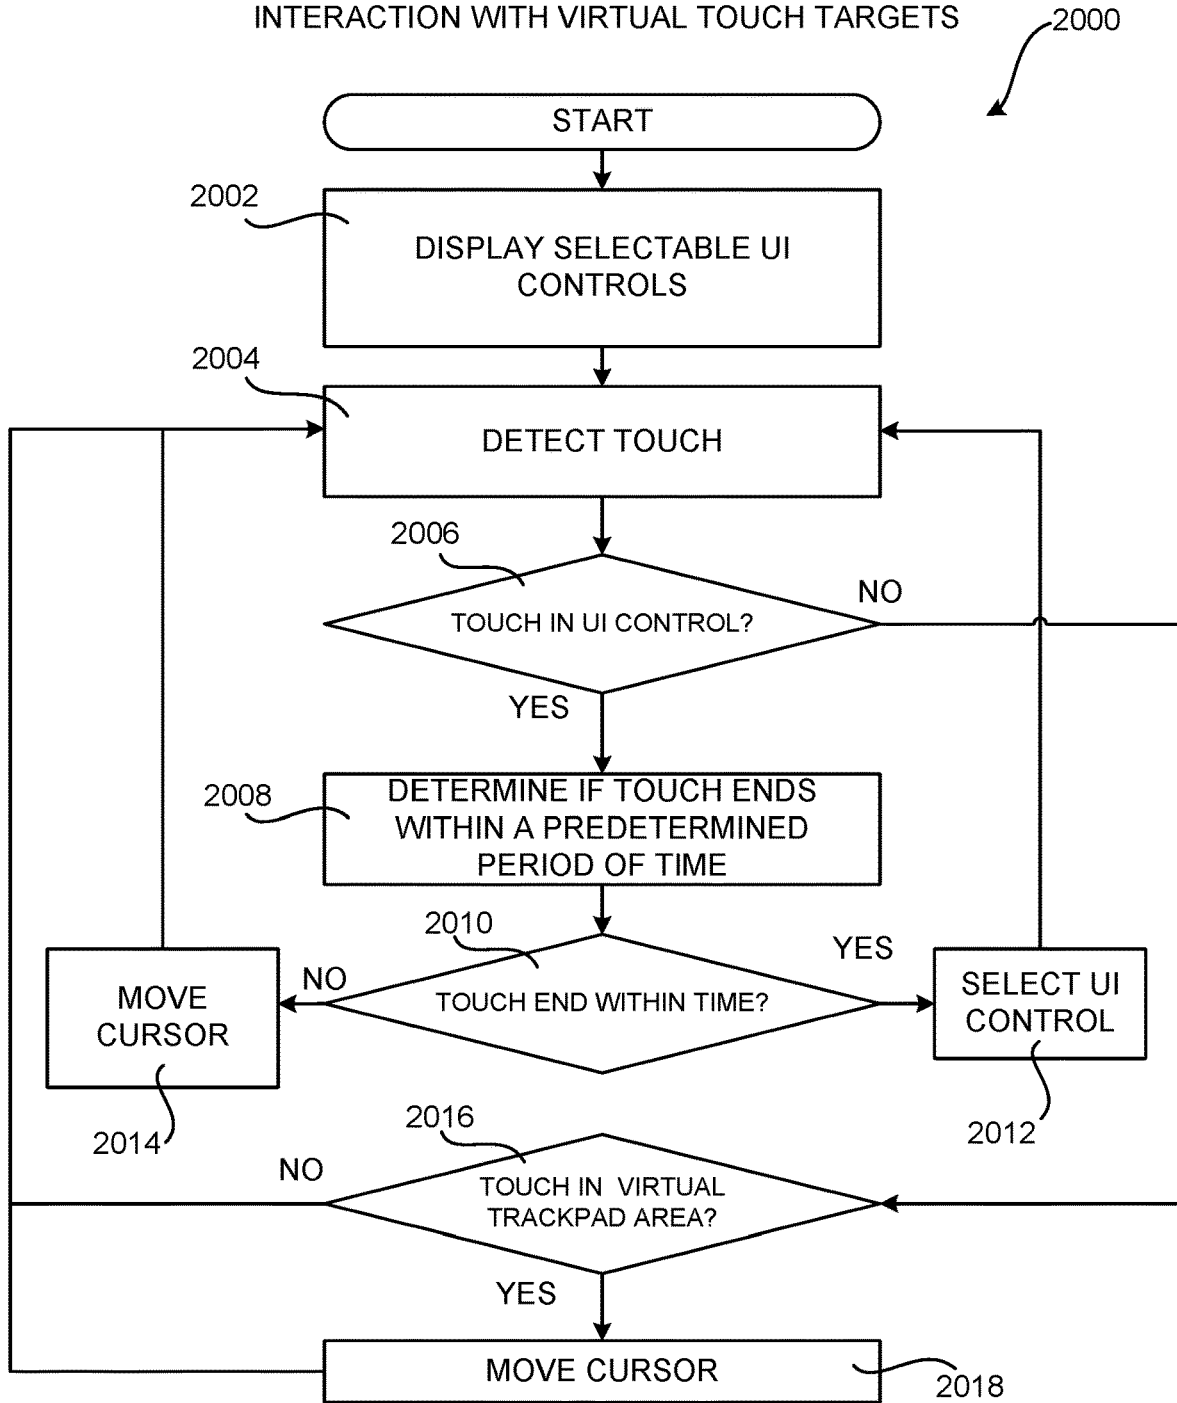 INTERACTION WITH VIRTUAL TOUCH TARGETS
2000
START
2002
DISPLAY SELECTABLE UI
CONTROLS
2004
DETECT TOUCH
2006
NO
TOUCH IN UI CONTROL?
YES
2008
DETERMINE IF TOUCH ENDS
WITHIN A PREDETERMINED
PERIOD OF TIME
2010
YES
NO
TOUCH END WITHIN TIME?
MOVE
CURSOR
SELECT UI
CONTROL
2014
2012
2016
NO
TOUCH IN VIRTUAL
TRACKPAD AREA?
YES
MOVE CURSOR
2018